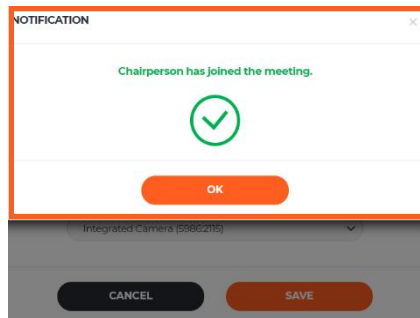 NOTIFICATION ×
Chairperson has joined the meeting.
OK
Integrated Camera (5986:2115)
CANCEL SAVE